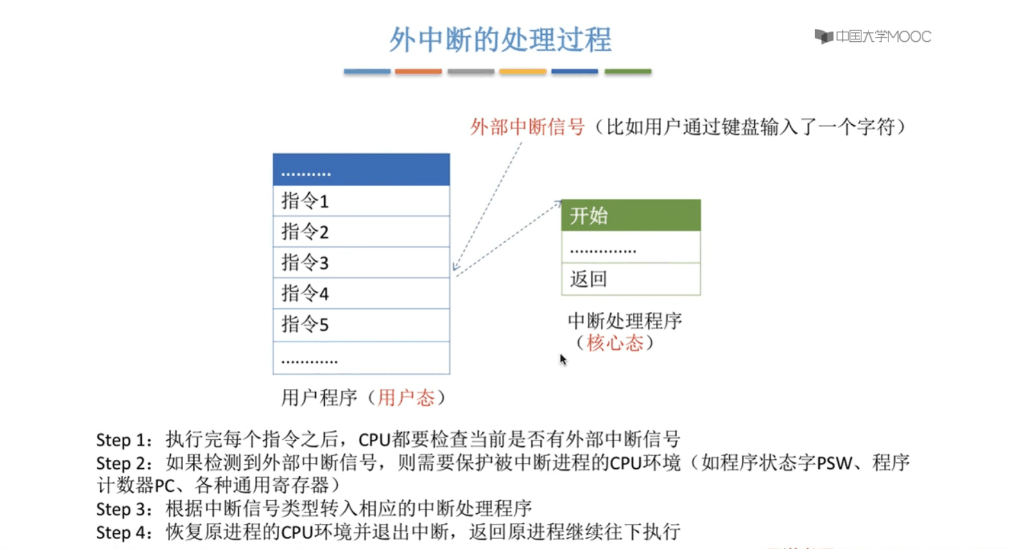 外中断的处理过程
中国大学MOOC
外部中断信号（比如用户通过键盘输入了一个字符）
..........
指令1
指令2
指令3
指令4
指令5
............
用户程序（用户态）
开始
..............
返回
中断处理程序
（核心态）
Step 1：执行完每个指令之后，CPU都要检查当前是否有外部中断信号
Step 2：如果检测到外部中断信号，则需要保护被中断进程的CPU环境（如程序状态字PSW、程序
计数器PC、各种通用寄存器）
Step 3：根据中断信号类型转入相应的中断处理程序
Step 4：恢复原进程的CPU环境并退出中断，返回原进程继续往下执行